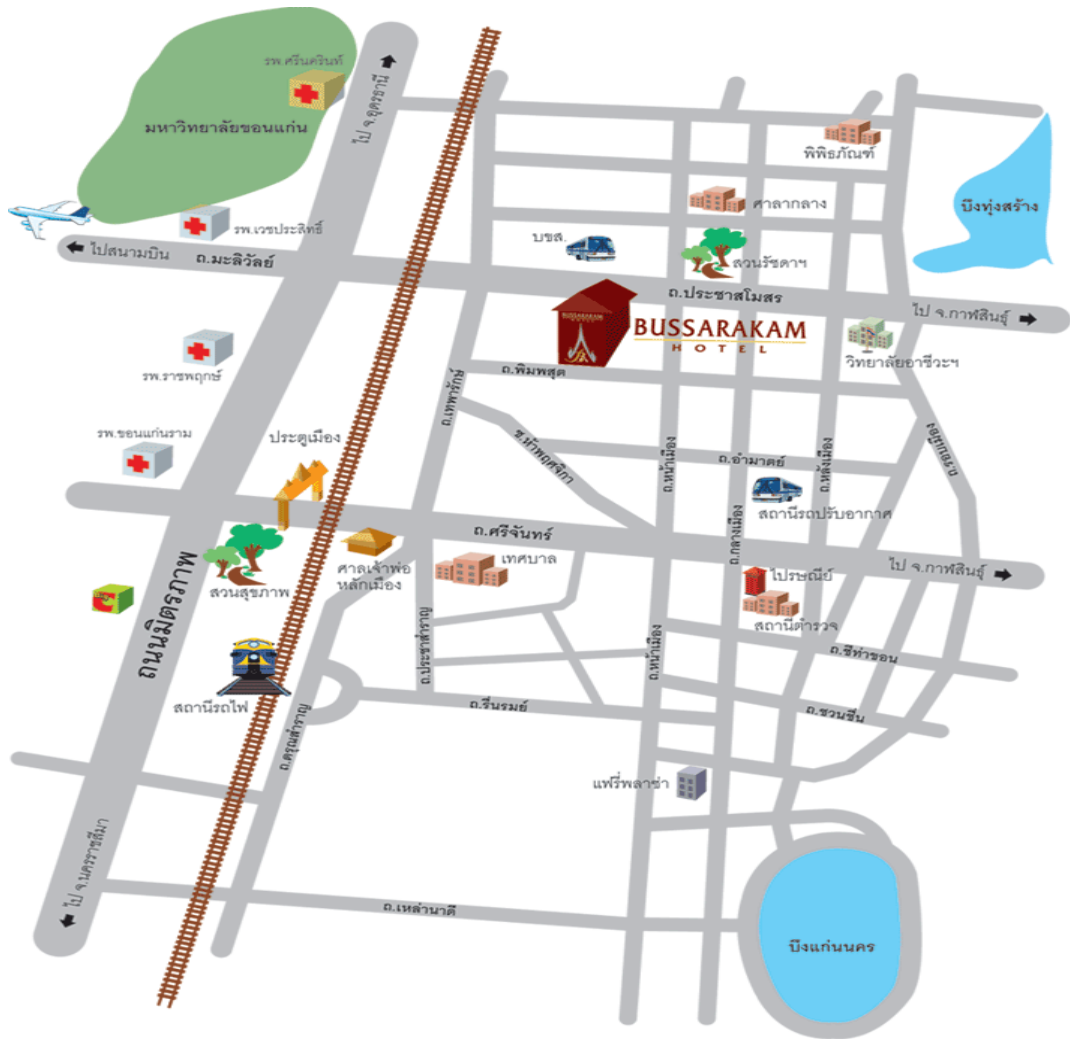 รพ.ศรีนครินทร์
มหาวิทยาลัยขอนแก่น
ไป จ.อุดรธานี
พิพิธภัณฑ์
ศาลากลาง
บึงทุ่งสร้าง
รพ.เวชประสิทธิ์
บขส.
สวนรัชดาฯ
ไปสนามบิน
ถ.มะลิวัลย์
ถ.ประชาสโมสร
ไป จ.กาฬสินธุ์
BUSSARAKAM
BUSSARAKAM
HOTEL
วิทยาลัยอาชีวะฯ
รพ.ราชพฤกษ์
ถ.พิมพสุต
ถ.เทพารักษ์
รพ.ขอนแก่นราม
ประตูเมือง
ซ.ห้าพฤศจิกา
ถ.หน้าเมือง
ถ.อำมาตย์
ถ.หลังเมือง
ถ.รอบเมือง
สถานีรถปรับอากาศ
ถ.ศรีจันทร์
ถ.กลางเมือง
ศาลเจ้าพ่อ
หลักเมือง
เทศบาล
ไปรษณีย์
ไป จ.กาฬสินธุ์
สวนสุขภาพ
สถานีตำรวจ
ถนนมิตรภาพ
ถ.ประชาสำราญ
ถ.หน้าเมือง
ถ.ชีท่าขอน
สถานีรถไฟ
ถ.รื่นรมย์
ถ.ชวนชื่น
ถ.ดรุณสำราญ
แฟรี่พลาซ่า
ไป จ.นครราชสีมา
ถ.เหล่านาดี
บึงแก่นนคร